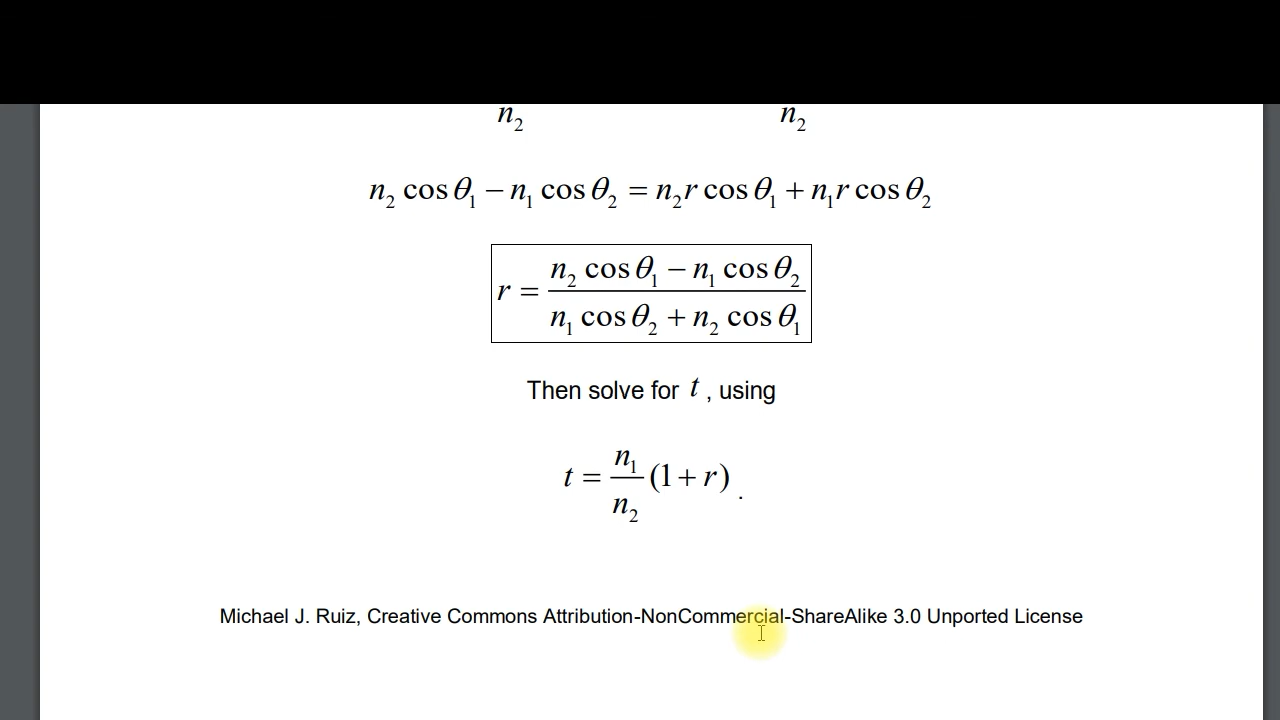 n₂ n₂
n₂ cos θ₁ − n₁ cos θ₂ = n₂r cos θ₁ + n₁r cos θ₂
r = (n₂ cos θ₁ − n₁ cos θ₂) / (n₁ cos θ₂ + n₂ cos θ₁)
Then solve for t , using
t = n₁/n₂ (1 + r) .
Michael J. Ruiz, Creative Commons Attribution-NonCommercial-ShareAlike 3.0 Unported License